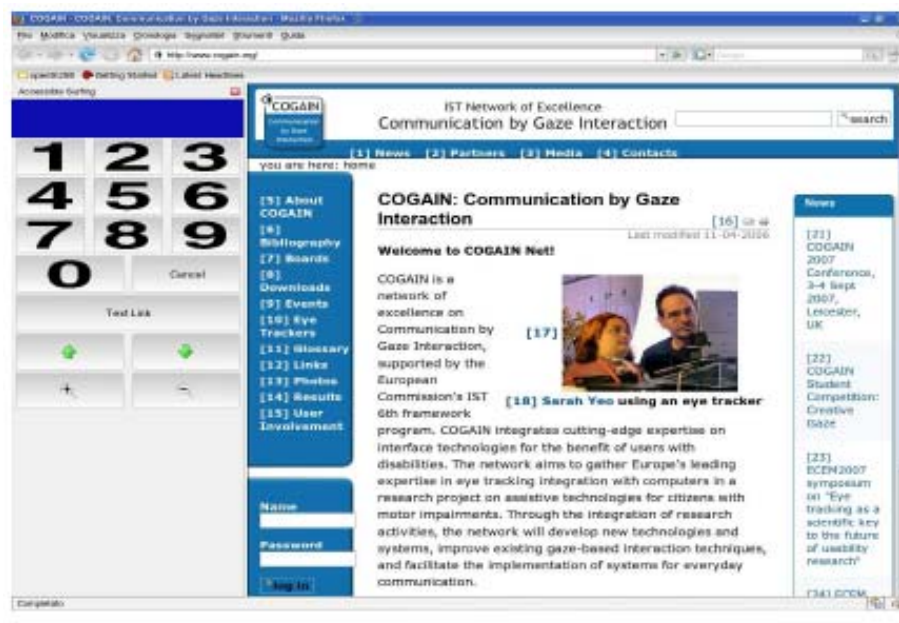 COGAIN - COGAIN: Communication by Gaze Interaction - Mozilla Firefox
File Modifica Visualizza Cronologia Segnalibri Strumenti Guida
http://www.cogain.org/
Getting Started Latest Headlines
Accessible Surfing
1 2 3
4 5 6
7 8 9
0 Cancel
Text Link
+ -
COGAIN
Communication by Gaze Interaction
IST Network of Excellence
Communication by Gaze Interaction
search
[1] News [2] Partners [3] Media [4] Contacts
you are here: home
[5] About
COGAIN
[6]
Bibliography
[7] Boards
[8]
Downloads
[9] Events
[10] Eye
Trackers
[11] Glossary
[12] Links
[13] Photos
[14] Results
[15] User
Involvement
Name
Password
log in
COGAIN: Communication by Gaze
Interaction
[16]
Last modified 11-04-2006
Welcome to COGAIN Net!
COGAIN is a
network of
excellence on
Communication by
Gaze Interaction,
supported by the
European
Commission's IST
6th framework
[17]
[18] Sarah Yeo using an eye tracker
program. COGAIN integrates cutting-edge expertise on
interface technologies for the benefit of users with
disabilities. The network aims to gather Europe's leading
expertise in eye tracking integration with computers in a
research project on assistive technologies for citizens with
motor impairments. Through the integration of research
activities, the network will develop new technologies and
systems, improve existing gaze-based interaction techniques,
and facilitate the implementation of systems for everyday
communication.
News
[21]
COGAIN
2007
Conference,
3-4 Sept
2007,
Leicester,
UK
[22]
COGAIN
Student
Competition:
Creative
Gaze
[23]
ECEM2007
symposium
on "Eye
tracking as a
scientific key
to the future
of usability
research"
[24] ECEM
Completato